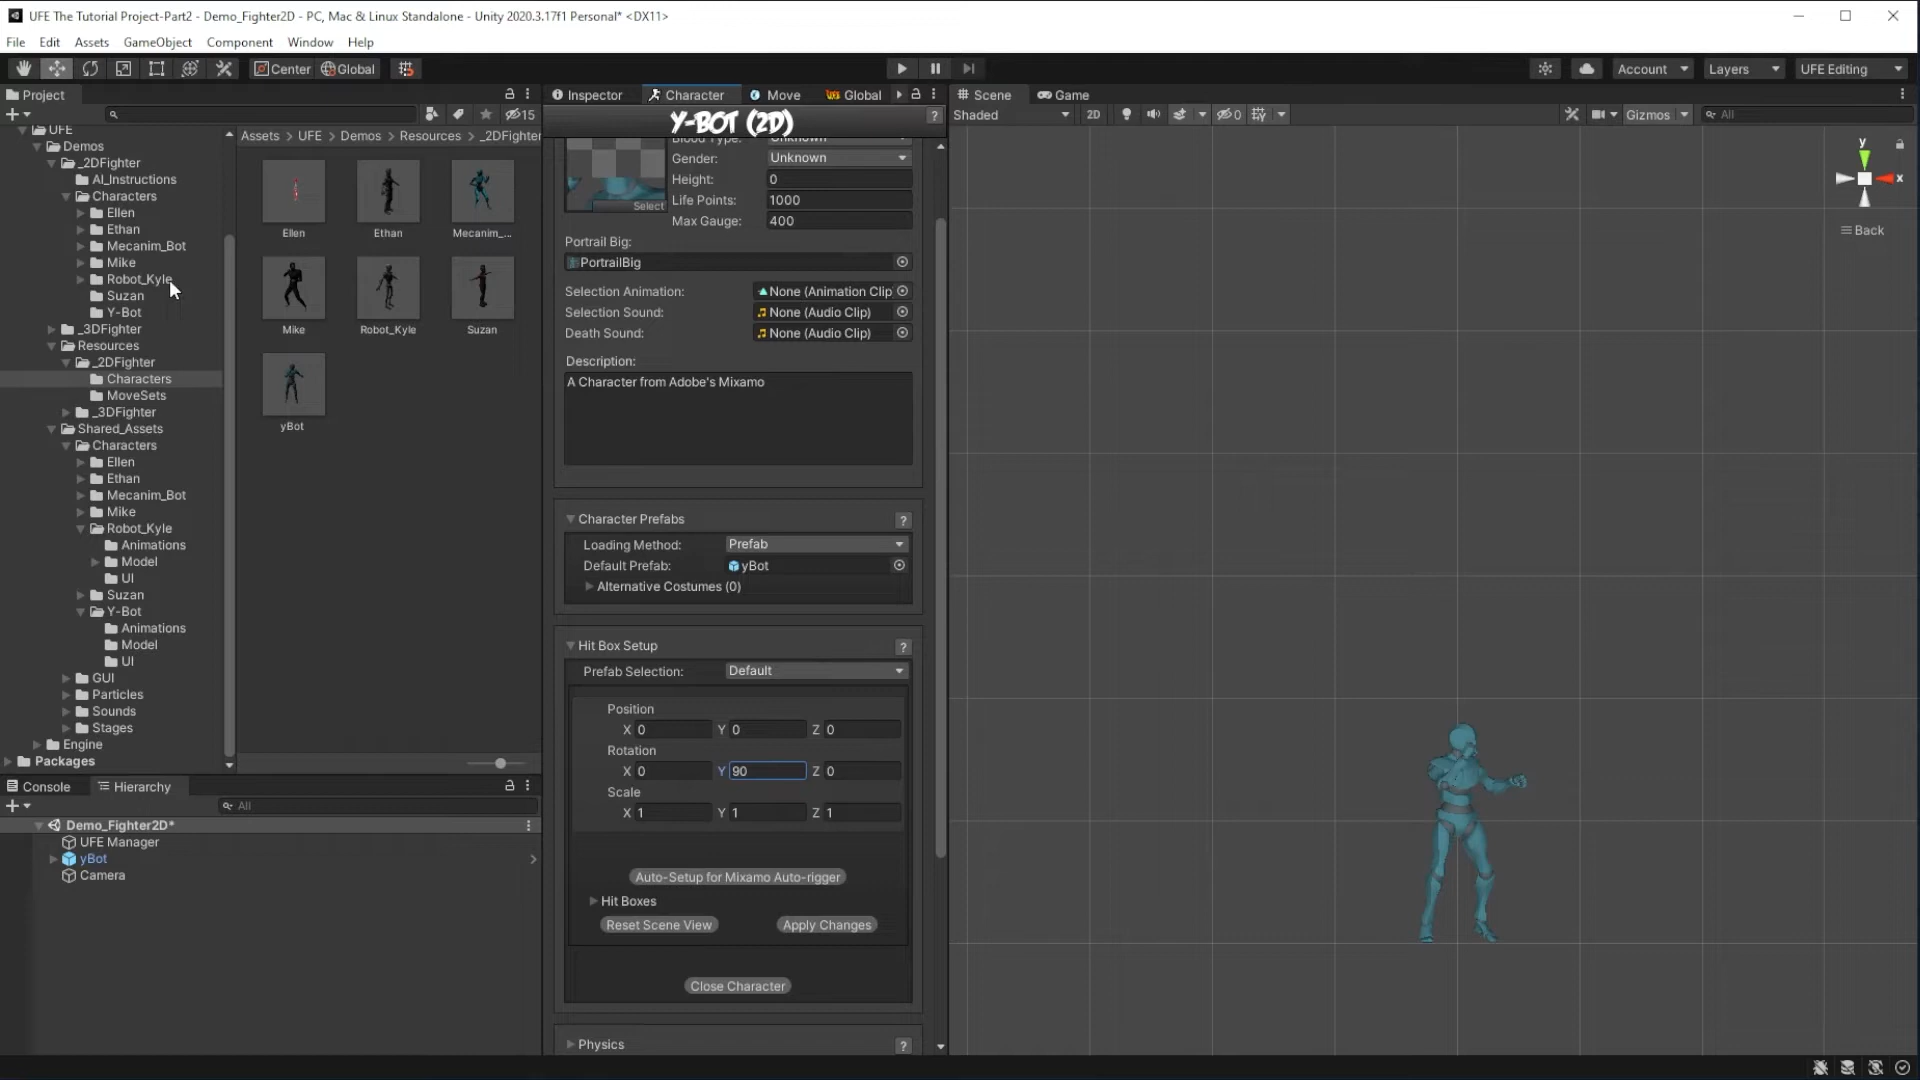 UFE The Tutorial Project-Part2 - Demo_Fighter2D - PC, Mac & Linux Standalone - Unity 2020.3.17f1 Personal* <DX11>
File Edit Assets GameObject Component Window Help
Center Global Account Layers UFE Editing
Project
15
UFE
Demos
_2DFighter
AI_Instructions
Characters
Ellen
Ethan
Mecanim_Bot
Mike
Robot_Kyle
Suzan
Y-Bot
_3DFighter
Resources
_2DFighter
Characters
MoveSets
_3DFighter
Shared_Assets
Characters
Ellen
Ethan
Mecanim_Bot
Mike
Robot_Kyle
Animations
Model
UI
Suzan
Y-Bot
Animations
Model
UI
GUI
Particles
Sounds
Stages
Engine
Packages
Assets > UFE > Demos > Resources > _2DFighter
Ellen Ethan Mecanim_...
Mike Robot_Kyle Suzan
yBot
Console Hierarchy
All
Demo_Fighter2D*
UFE Manager
yBot
Camera
Inspector Character Move Global
Y-BOT (2D)
?
Blood Type: Unknown
Gender: Unknown
Height: 0
Life Points: 1000
Max Gauge: 400
Select
Portrail Big:
PortrailBig
Selection Animation: None (Animation Clip
Selection Sound: None (Audio Clip)
Death Sound: None (Audio Clip)
Description:
A Character from Adobe's Mixamo
Character Prefabs ?
Loading Method: Prefab
Default Prefab: yBot
Alternative Costumes (0)
Hit Box Setup ?
Prefab Selection: Default
Position
X 0 Y 0 Z 0
Rotation
X 0 Y 90 Z 0
Scale
X 1 Y 1 Z 1
Auto-Setup for Mixamo Auto-rigger
Hit Boxes
Reset Scene View Apply Changes
Close Character
Physics ?
Scene Game
Shaded 2D 0 Gizmos All
y
x
Back